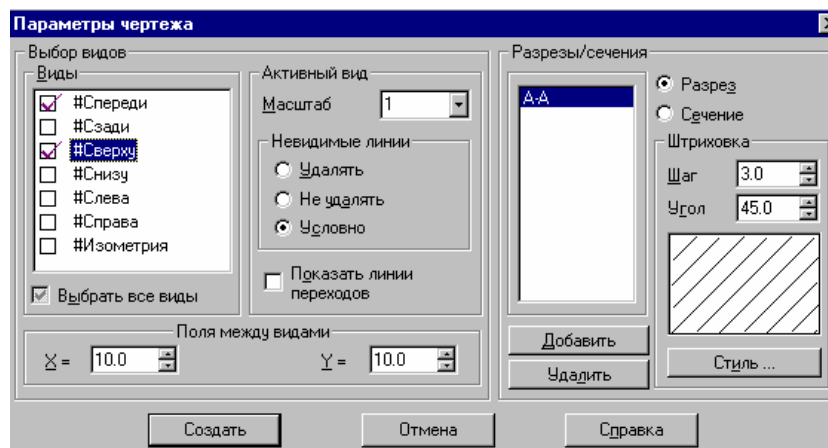 Параметры чертежа
Выбор видов
Виды
#Спереди
#Сзади
#Сверху
#Снизу
#Слева
#Справа
#Изометрия
Выбрать все виды
Активный вид
Масштаб 1
Невидимые линии
Удалять
Не удалять
Условно
Показать линии
переходов
Поля между видами
X = 10.0 Y = 10.0
Разрезы/сечения
А-А
Добавить
Удалить
Разрез
Сечение
Штриховка
Шаг 3.0
Угол 45.0
Стиль ...
Создать Отмена Справка